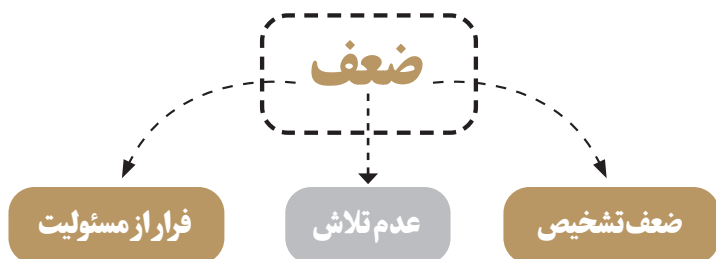 ضعف
ضعف تشخیص
عدم تلاش
فرار از مسئولیت